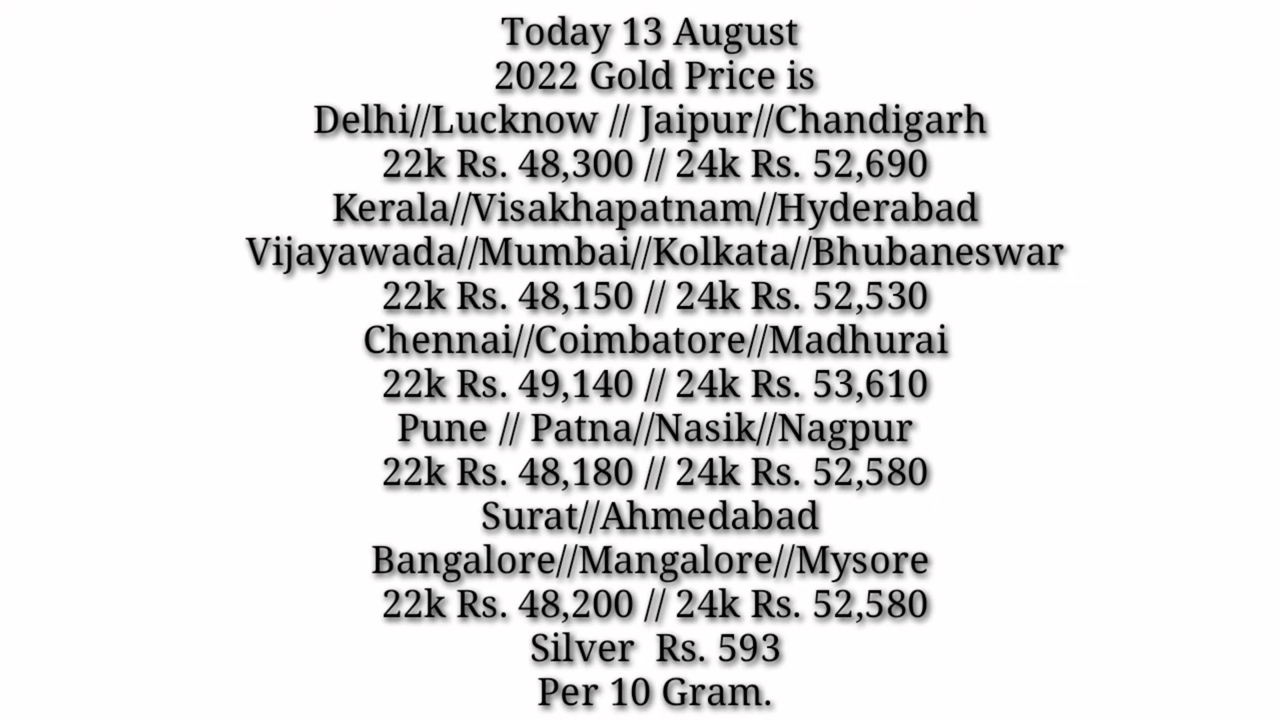 Today 13 August
2022 Gold Price is
Delhi//Lucknow // Jaipur//Chandigarh
22k Rs. 48,300 // 24k Rs. 52,690
Kerala//Visakhapatnam//Hyderabad
Vijayawada//Mumbai//Kolkata//Bhubaneswar
22k Rs. 48,150 // 24k Rs. 52,530
Chennai//Coimbatore//Madhurai
22k Rs. 49,140 // 24k Rs. 53,610
Pune // Patna//Nasik//Nagpur
22k Rs. 48,180 // 24k Rs. 52,580
Surat//Ahmedabad
Bangalore//Mangalore//Mysore
22k Rs. 48,200 // 24k Rs. 52,580
Silver  Rs. 593
Per 10 Gram.